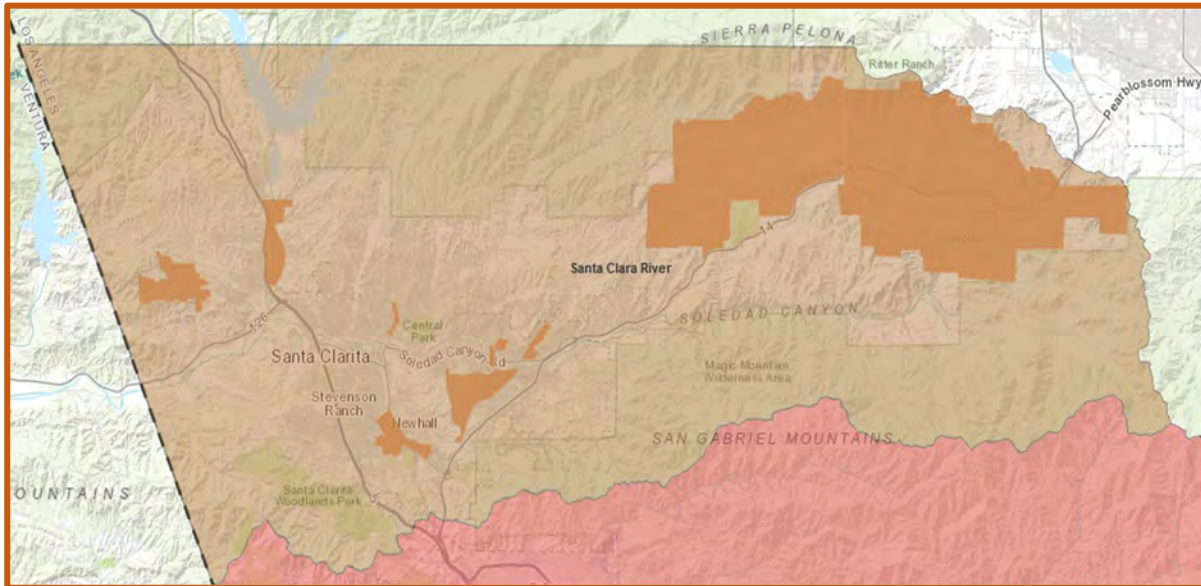 LOS ANGELES
VENTURA
SIERRA PELONA
Ritter Ranch
Pearblossom Hwy
14
Santa Clara River
126
Central
Park
SOLEDAD CANYON
Santa Clarita
Soledad Canyon Rd
Magic Mountain
Wilderness Area
Stevenson
Ranch
Newhall
SAN GABRIEL MOUNTAINS
Santa Clarita
Woodlands Park
OUNTAINS
5